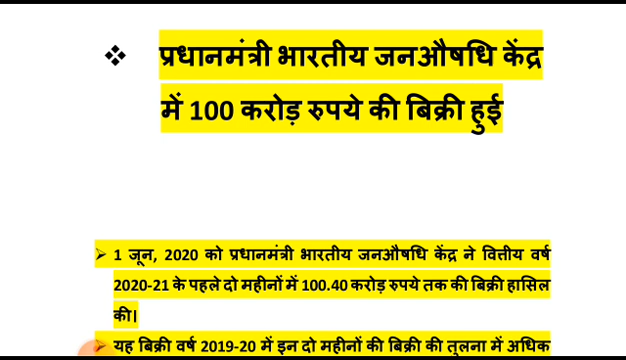 ❖ प्रधानमंत्री भारतीय जनऔषधि केंद्र
में 100 करोड़ रुपये की बिक्री हुई
➢ 1 जून, 2020 को प्रधानमंत्री भारतीय जनऔषधि केंद्र ने वित्तीय वर्ष
2020-21 के पहले दो महीनों में 100.40 करोड़ रुपये तक की बिक्री हासिल
की।
➢ यह बिक्री वर्ष 2019-20 में इन दो महीनों की बिक्री की तुलना में अधिक